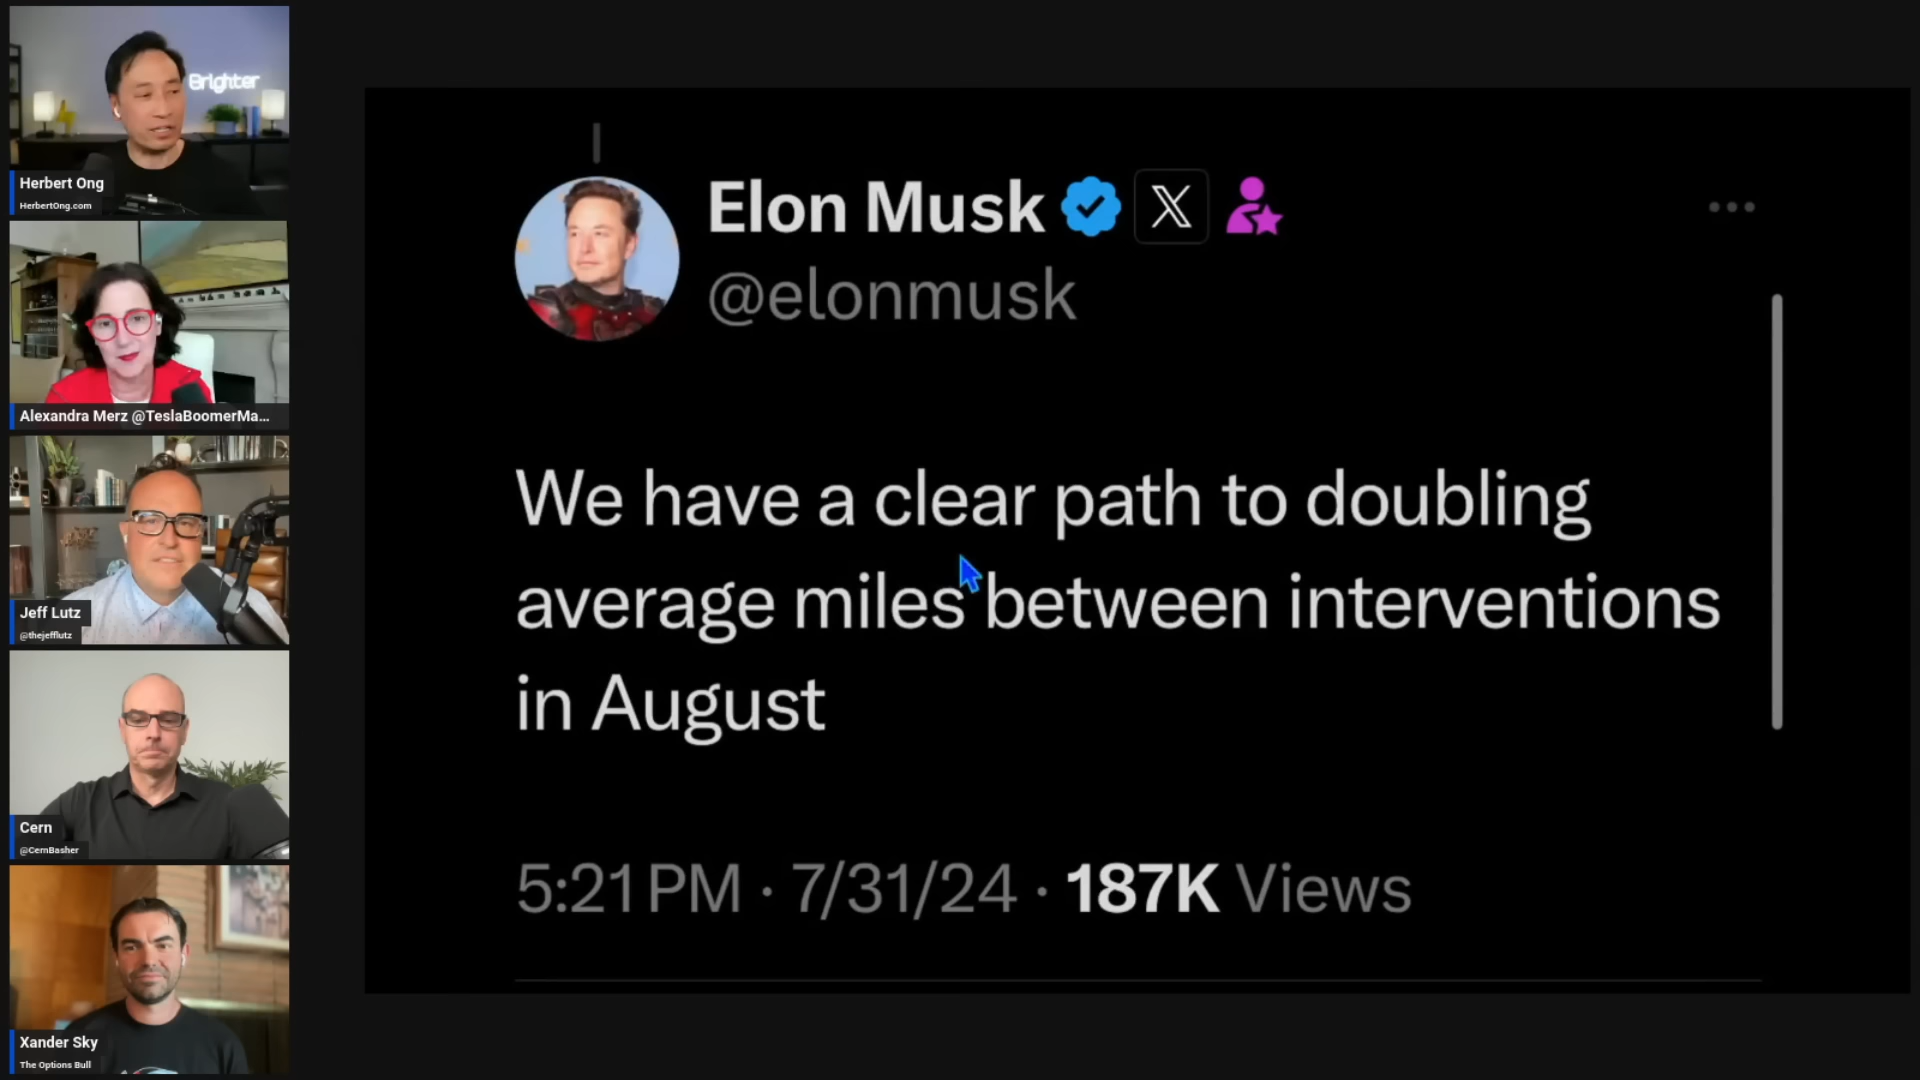 Brighter
Herbert Ong
HerbertOng.com
Alexandra Merz @TeslaBoomerMa...
Jeff Lutz
@thejefflutz
Cern
@CernBasher
Xander Sky
The Options Bull
Elon Musk
@elonmusk
We have a clear path to doubling
average miles between interventions
in August
5:21 PM · 7/31/24 · 187K Views